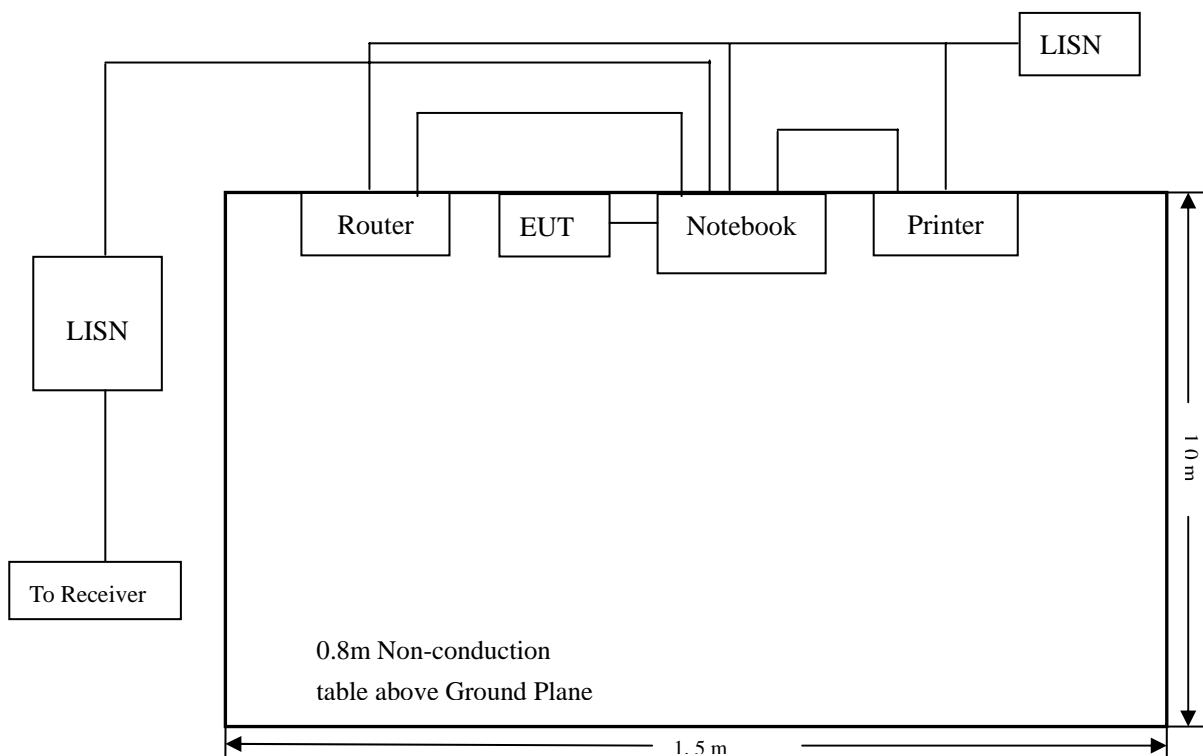 LISN
Router
EUT
Notebook
Printer
LISN
1.0 m
To Receiver
0.8m Non-conduction
table above Ground Plane
1.5 m